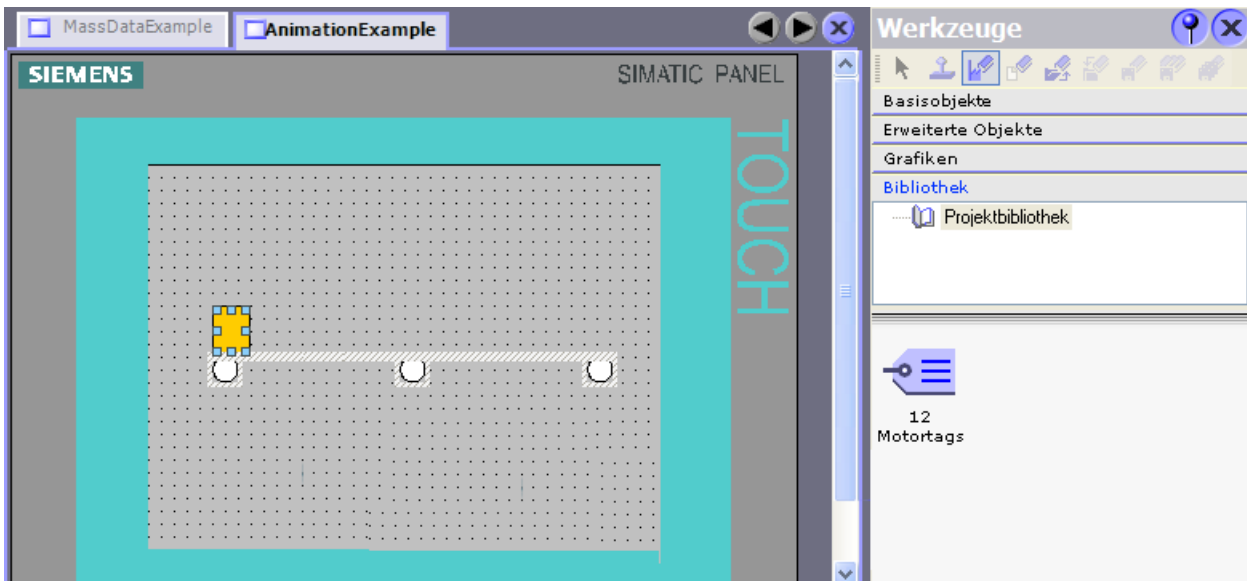 MassDataExample
AnimationExample
SIEMENS
SIMATIC PANEL
TOUCH
Werkzeuge
Basisobjekte
Erweiterte Objekte
Grafiken
Bibliothek
Projektbibliothek
12
Motortags